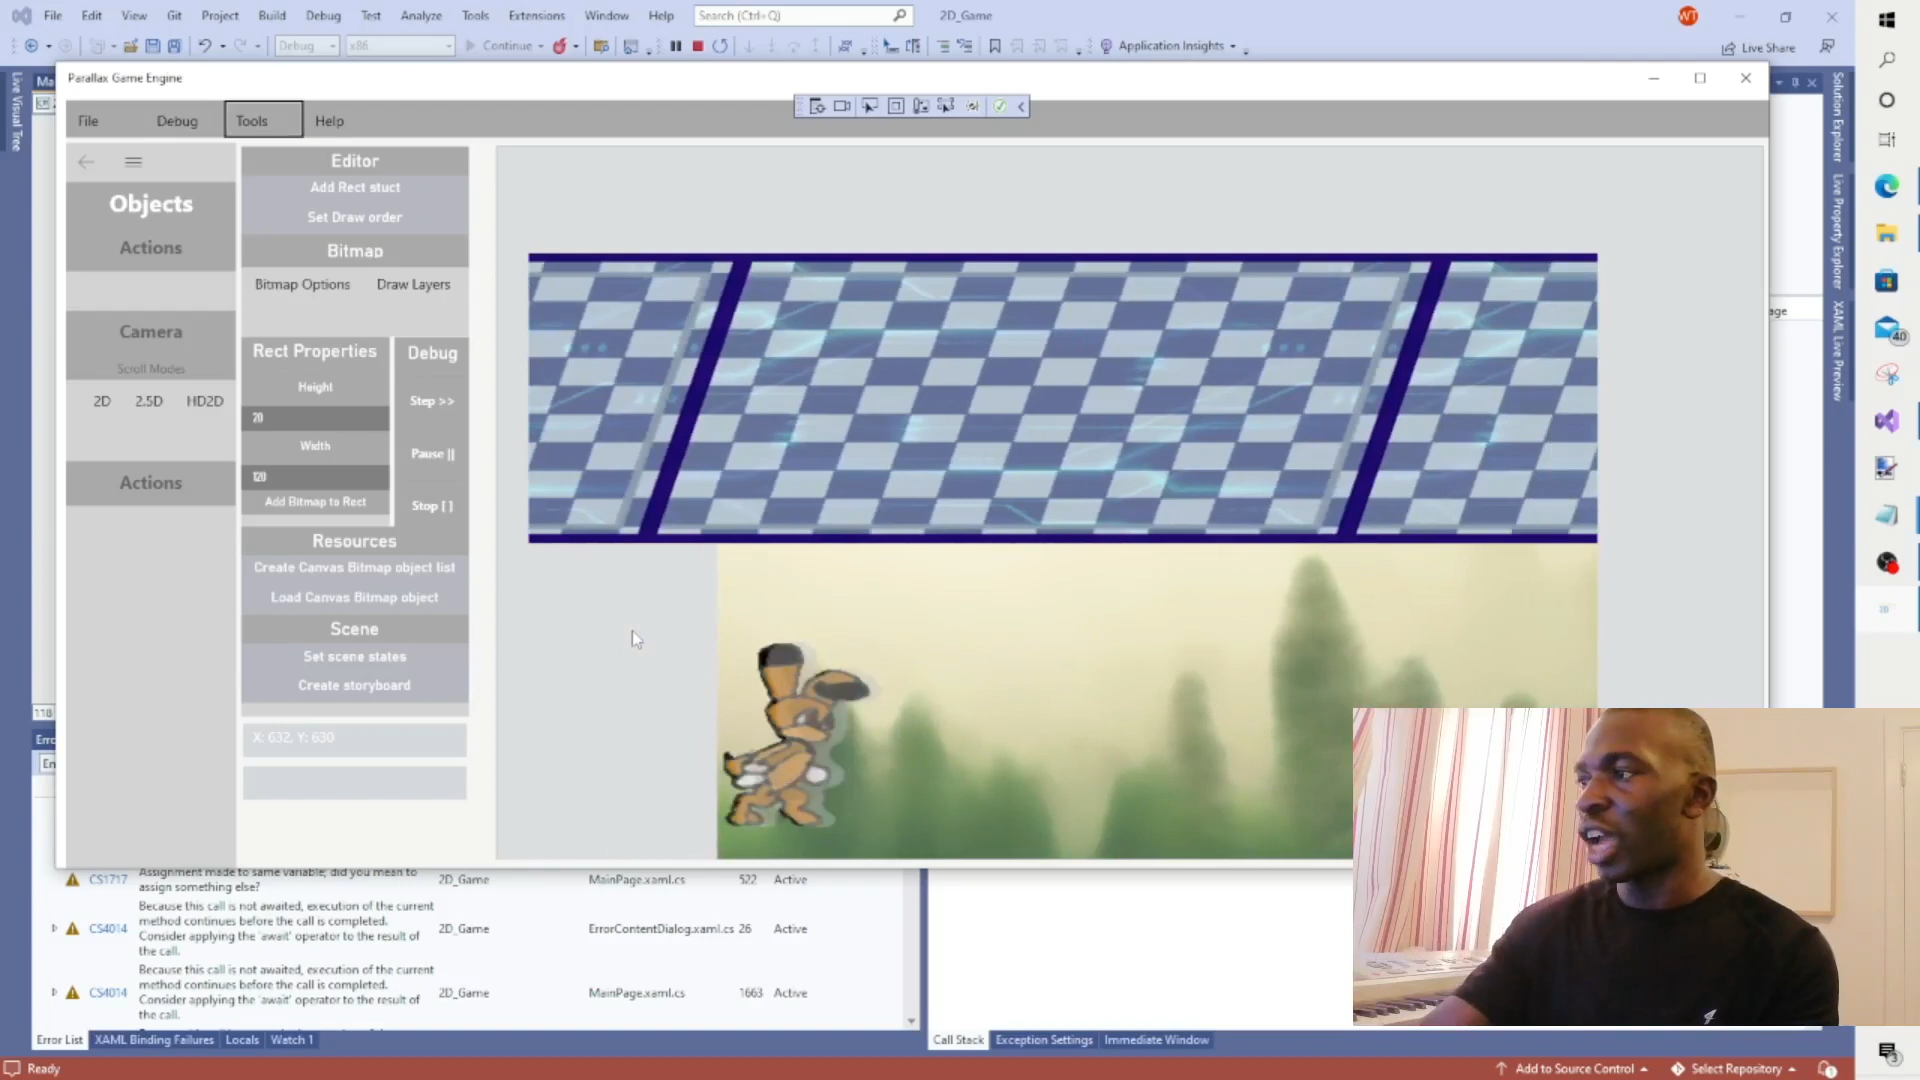 File Edit View Git Project Build Debug Test Analyze Tools Extensions Window Help Search (Ctrl+Q) 2D_Game WT
Debug x86 Continue Application Insights Live Share
Live Visual Tree
Ma
Parallax Game Engine
File Debug Tools Help
Objects
Actions
Camera
Scroll Modes
2D 2.5D HD2D
Actions
Editor
Add Rect stuct
Set Draw order
Bitmap
Bitmap Options Draw Layers
Rect Properties
Height
20
Width
120
Add Bitmap to Rect
Debug
Step >>
Pause ||
Stop [ ]
Resources
Create Canvas Bitmap object list
Load Canvas Bitmap object
Scene
Set scene states
Create storyboard
X: 632, Y: 630
Solution Explorer
Live Property Explorer
XAML Live Preview
age
40
110
Erro
En
CS1717 Assignment made to same variable; did you mean to
assign something else?
2D_Game MainPage.xaml.cs 522 Active
Because this call is not awaited, execution of the current
method continues before the call is completed.
Consider applying the 'await' operator to the result of
the call.
CS4014 2D_Game ErrorContentDialog.xaml.cs 26 Active
Because this call is not awaited, execution of the current
method continues before the call is completed.
Consider applying the 'await' operator to the result of
the call.
CS4014 2D_Game MainPage.xaml.cs 1663 Active
Error List XAML Binding Failures Locals Watch 1
Call Stack Exception Settings Immediate Window
Ready Add to Source Control Select Repository 1
3